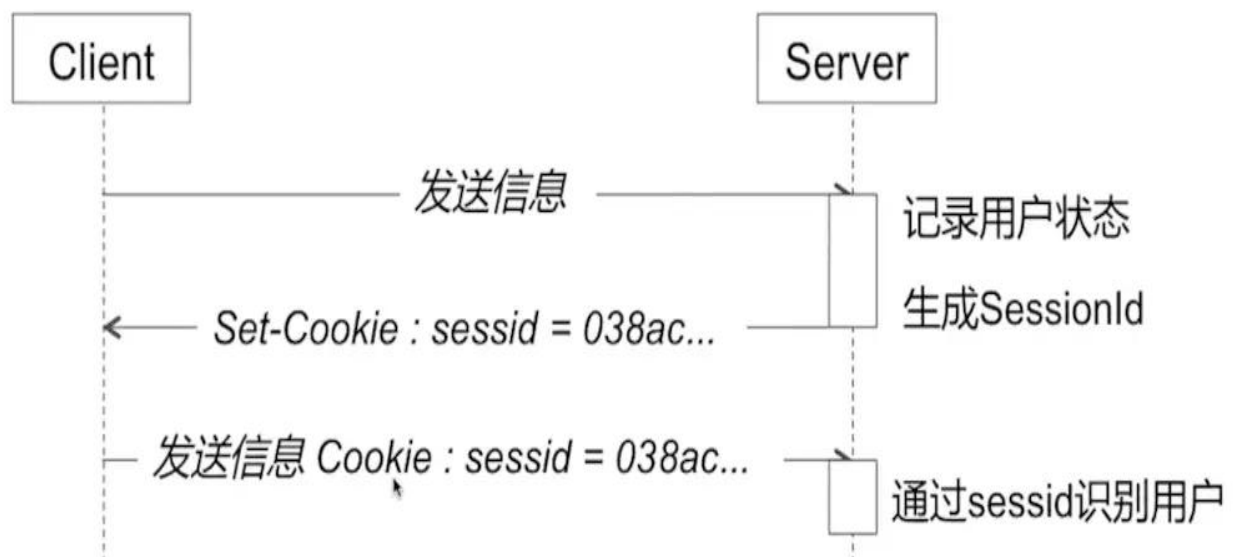 Client
Server
发送信息
记录用户状态
生成SessionId
Set-Cookie : sessid = 038ac...
发送信息 Cookie : sessid = 038ac...
通过sessid识别用户